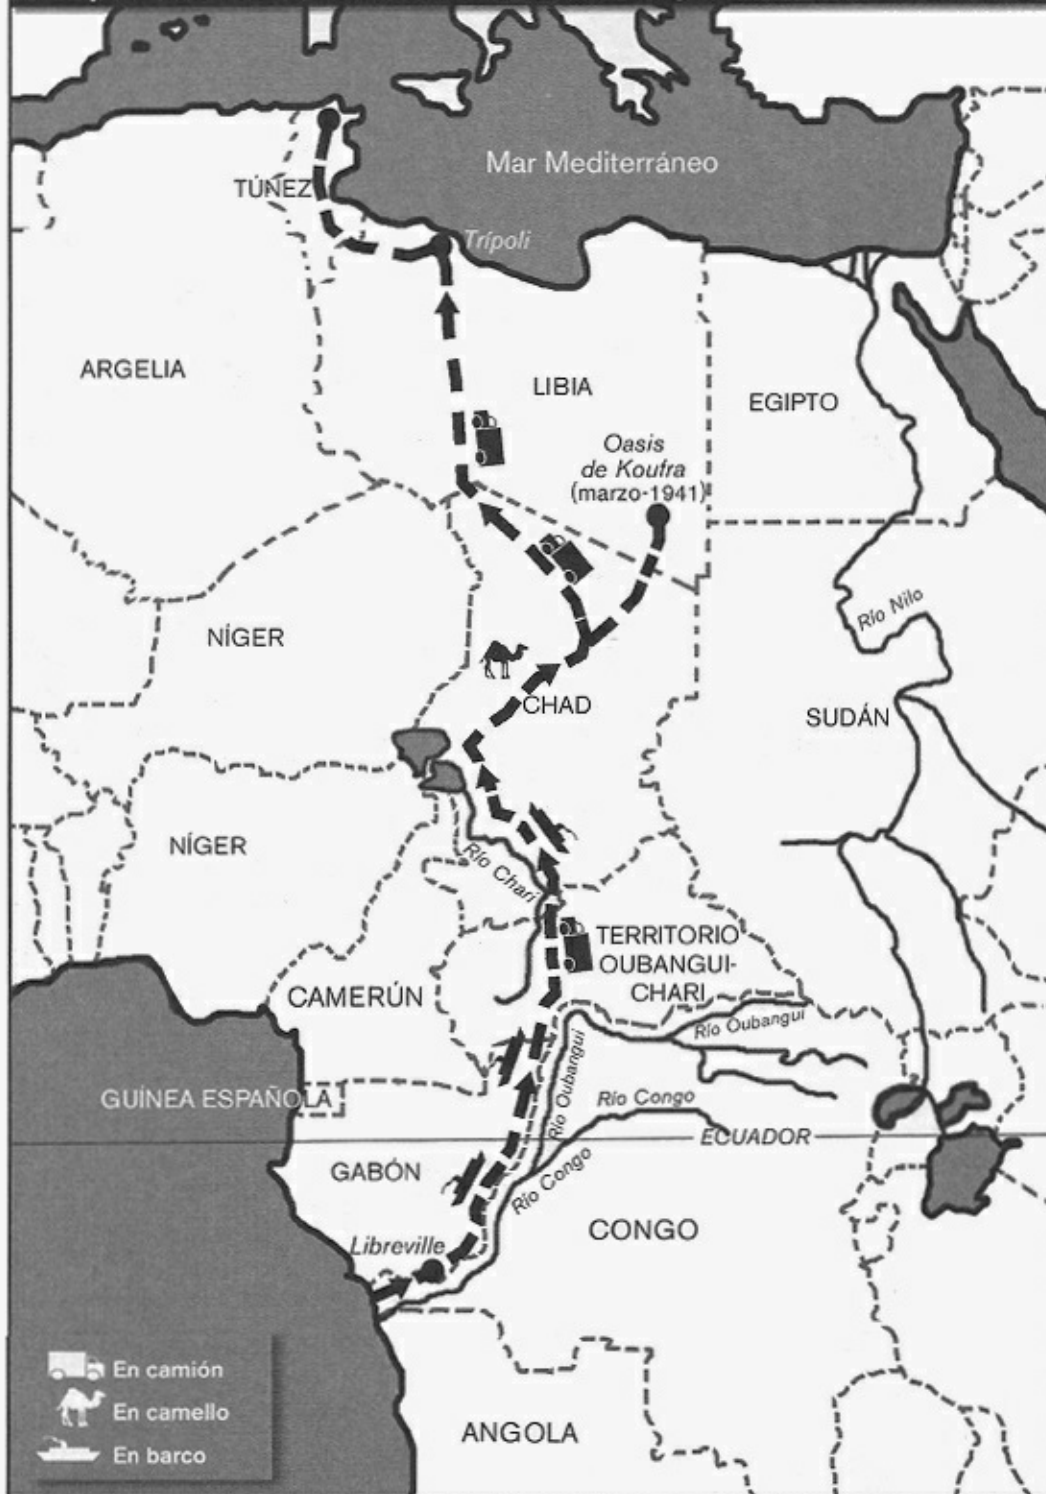 Mar Mediterráneo
TÚNEZ
Trípoli
ARGELIA
LIBIA
EGIPTO
Oasis
de Koufra
(marzo-1941)
Río Nilo
NÍGER
CHAD
SUDÁN
NÍGER
Río Chari
TERRITORIO
OUBANGUI-
CHARI
CAMERÚN
Río Oubangui
Río Oubangui
GUÍNEA ESPAÑOLA
Río Congo
ECUADOR
GABÓN
Río Congo
CONGO
Libreville
En camión
En camello
En barco
ANGOLA